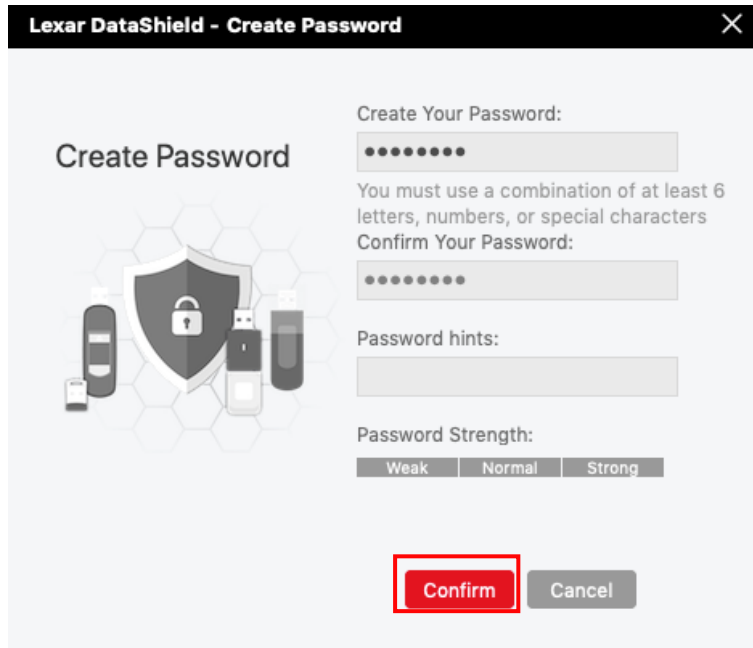 Lexar DataShield - Create Password
Create Password
Create Your Password:
••••••••
You must use a combination of at least 6
letters, numbers, or special characters
Confirm Your Password:
••••••••
Password hints:
Password Strength:
Weak Normal Strong
Confirm Cancel